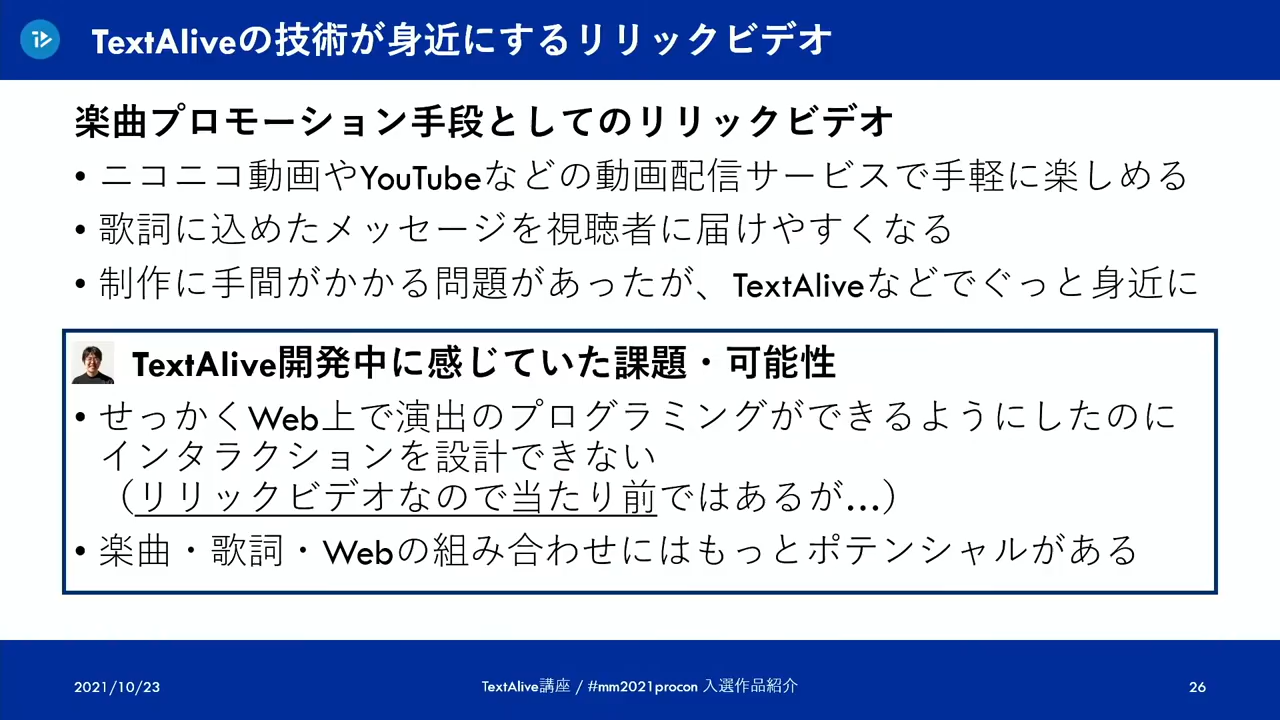 TextAliveの技術が身近にするリリックビデオ
楽曲プロモーション手段としてのリリックビデオ
• ニコニコ動画やYouTubeなどの動画配信サービスで手軽に楽しめる
• 歌詞に込めたメッセージを視聴者に届けやすくなる
• 制作に手間がかかる問題があったが、TextAliveなどでぐっと身近に
TextAlive開発中に感じていた課題・可能性
• せっかくWeb上で演出のプログラミングができるようにしたのに
インタラクションを設計できない
（リリックビデオなので当たり前ではあるが…）
• 楽曲・歌詞・Webの組み合わせにはもっとポテンシャルがある
2021/10/23
TextAlive講座 / #mm2021procon 入選作品紹介
26